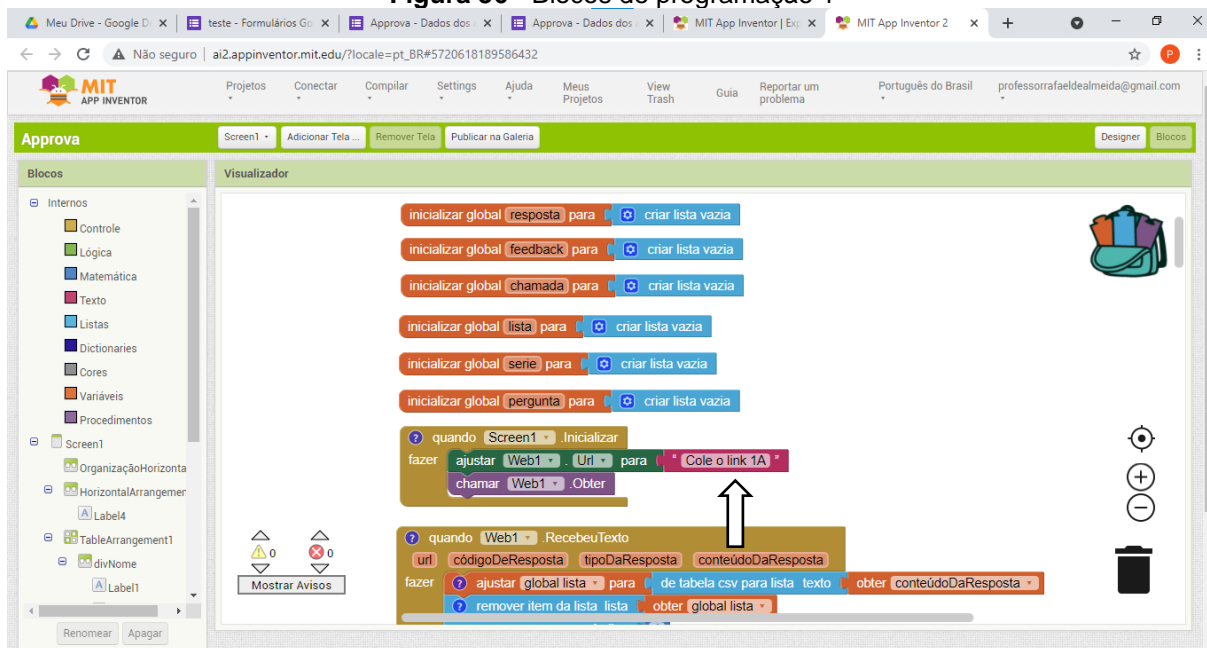 Figura 30 - Blocos de programação 1
Meu Drive - Google D
teste - Formulários Go
Approva - Dados dos
Approva - Dados dos
MIT App Inventor | Ex
MIT App Inventor 2
Não seguro | ai2.appinventor.mit.edu/?locale=pt_BR#5720618189586432
P
MIT
APP INVENTOR
Projetos
Conectar
Compilar
Settings
Ajuda
Meus Projetos
View Trash
Guia
Reportar um problema
Português do Brasil
professorrafaeldealmeida@gmail.com
Approva
Screen1
Adicionar Tela ...
Remover Tela
Publicar na Galeria
Designer
Blocos
Blocos
Visualizador
Internos
Controle
Lógica
Matemática
Texto
Listas
Dictionaries
Cores
Variáveis
Procedimentos
Screen1
OrganizaçãoHorizonta
HorizontalArrangemen
Label4
TableArrangement1
divNome
Label1
Renomear
Apagar
inicializar global resposta para criar lista vazia
inicializar global feedback para criar lista vazia
inicializar global chamada para criar lista vazia
inicializar global lista para criar lista vazia
inicializar global serie para criar lista vazia
inicializar global pergunta para criar lista vazia
? quando Screen1 .Inicializar
fazer ajustar Web1 . Url para " Cole o link 1A "
chamar Web1 .Obter
? quando Web1 .RecebeuTexto
url códigoDeResposta tipoDaResposta conteúdoDaResposta
fazer ? ajustar global lista para de tabela csv para lista texto obter conteúdoDaResposta
? remover item da lista lista obter global lista
0 0
Mostrar Avisos